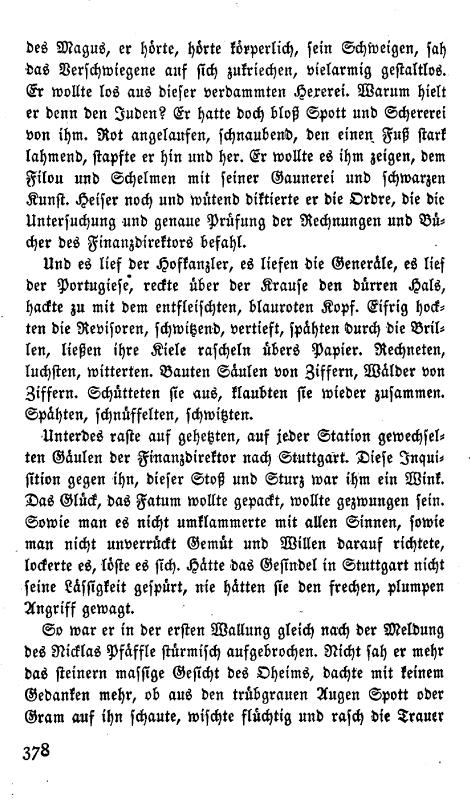 des Magus, er hörte, hörte körperlich, sein Schweigen, sah
das Verschwiegene auf sich zukriechen, vielarmig gestaltlos.
Er wollte los aus dieser verdammten Hexerei. Warum hielt
er denn den Juden? Er hatte doch bloß Spott und Schererei
von ihm. Rot angelaufen, schnaubend, den einen Fuß stark
lahmend, stapfte er hin und her. Er wollte es ihm zeigen, dem
Filou und Schelmen mit seiner Gaunerei und schwarzen
Kunst. Heiser noch und wütend diktierte er die Ordre, die die
Untersuchung und genaue Prüfung der Rechnungen und Bü-
cher des Finanzdirektors befahl.
Und es lief der Hofkanzler, es liefen die Generäle, es lief
der Portugiese, reckte über der Krause den dürren Hals,
hackte zu mit dem entfleischten, blauroten Kopf. Eifrig hock-
ten die Revisoren, schwitzend, vertieft, spähten durch die Bril-
len, ließen ihre Kiele rascheln übers Papier. Rechneten,
luchsten, witterten. Bauten Säulen von Ziffern, Wälder von
Ziffern. Schütteten sie aus, klaubten sie wieder zusammen.
Spähten, schnüffelten, schwitzten.
Unterdes raste auf gehetzten, auf jeder Station gewechsel-
ten Gäulen der Finanzdirektor nach Stuttgart. Diese Inqui-
sition gegen ihn, dieser Stoß und Sturz war ihm ein Wink.
Das Glück, das Fatum wollte gepackt, wollte gezwungen sein.
Sowie man es nicht umklammerte mit allen Sinnen, sowie
man nicht unverrückt Gemüt und Willen darauf richtete,
lockerte es, löste es sich. Hätte das Gesindel in Stuttgart nicht
seine Lässigkeit gespürt, nie hätten sie den frechen, plumpen
Angriff gewagt.
So war er in der ersten Wallung gleich nach der Meldung
des Nicklas Pfäffle stürmisch aufgebrochen. Nicht sah er mehr
das steinern massige Gesicht des Oheims, dachte mit keinem
Gedanken mehr, ob aus den trübgrauen Augen Spott oder
Gram auf ihn schaute, wischte flüchtig und rasch die Trauer
378